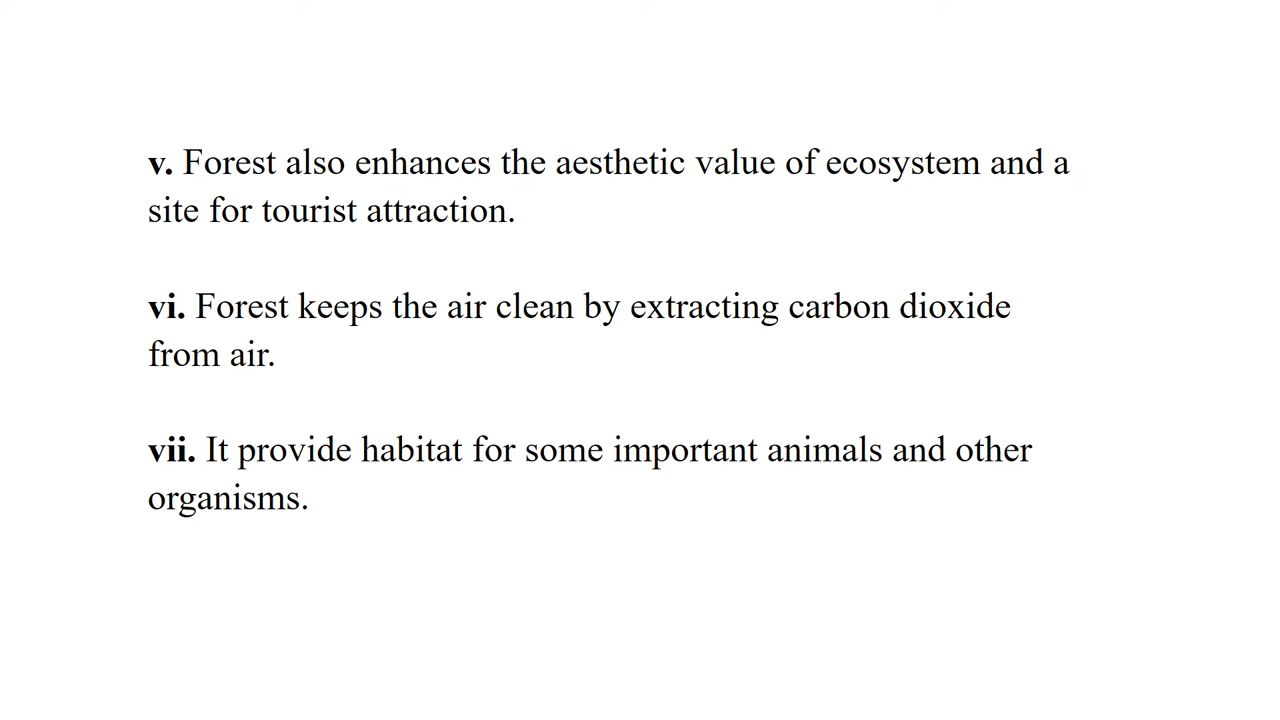 v. Forest also enhances the aesthetic value of ecosystem and a
site for tourist attraction.
vi. Forest keeps the air clean by extracting carbon dioxide
from air.
vii. It provide habitat for some important animals and other
organisms.